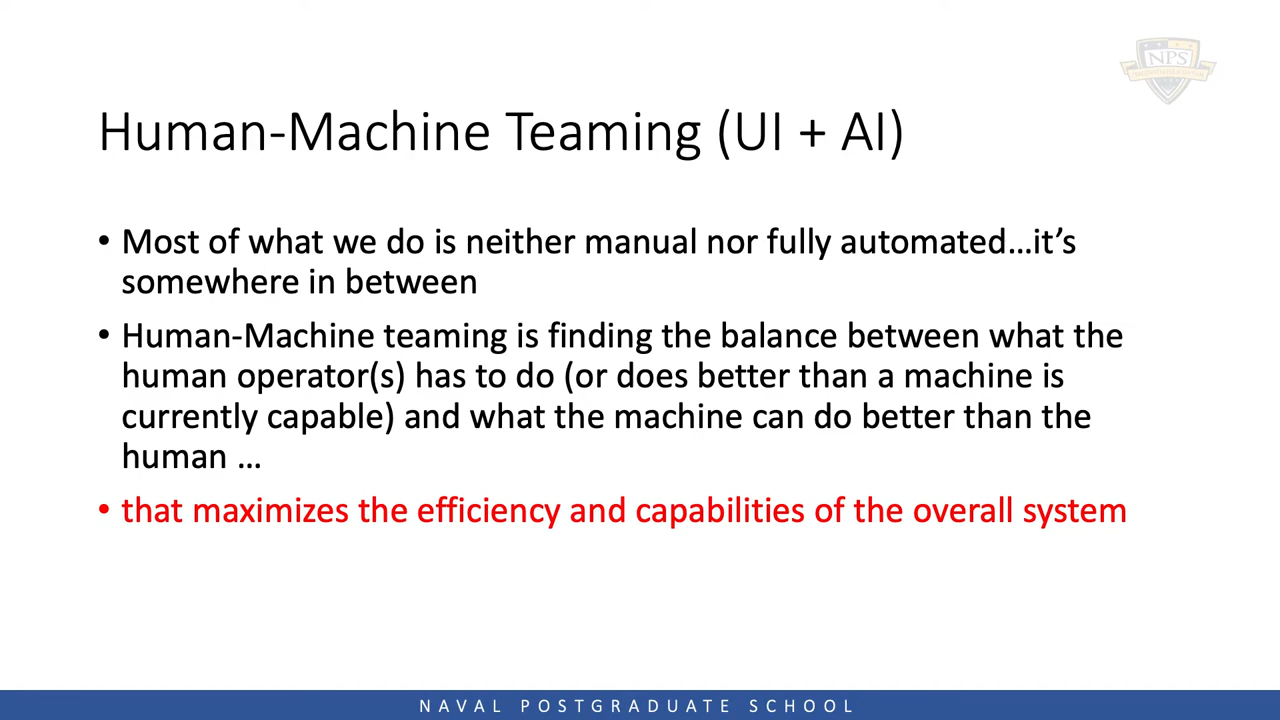 NPS
Human-Machine Teaming (UI + AI)
• Most of what we do is neither manual nor fully automated…it’s
somewhere in between
• Human-Machine teaming is finding the balance between what the
human operator(s) has to do (or does better than a machine is
currently capable) and what the machine can do better than the
human …
• that maximizes the efficiency and capabilities of the overall system
NAVAL POSTGRADUATE SCHOOL